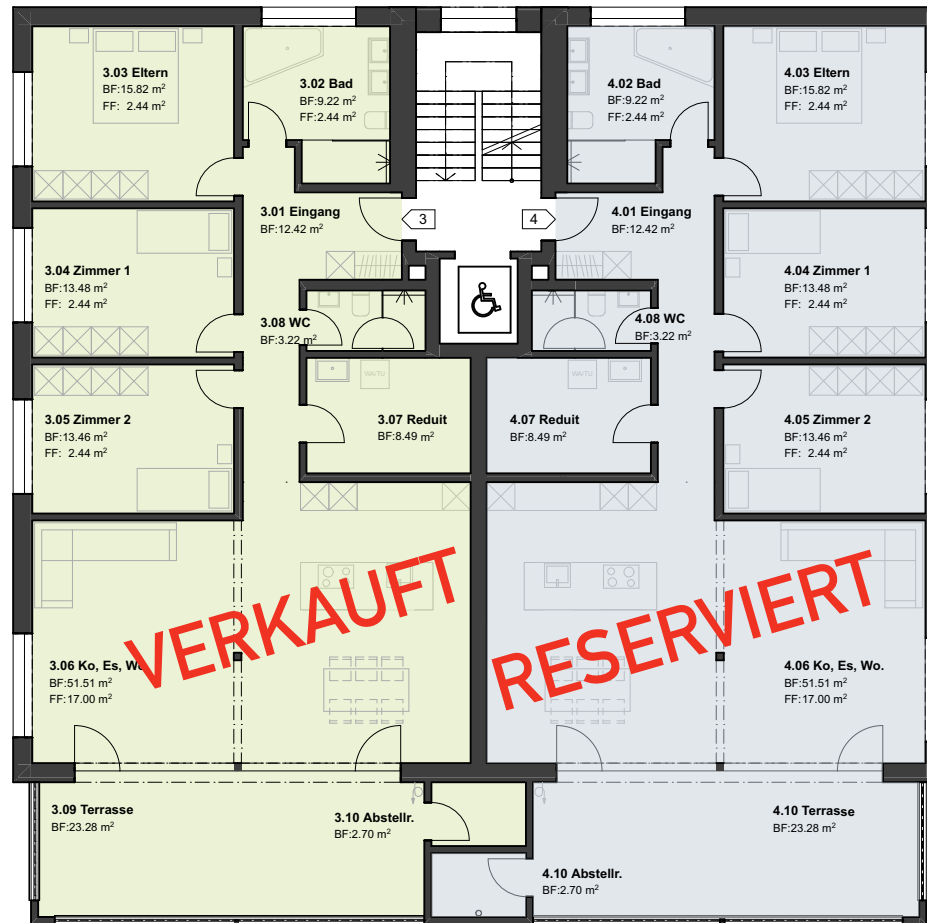 3.03 Eltern
BF:15.82 m²
FF: 2.44 m²
3.02 Bad
BF:9.22 m²
FF:2.44 m²
4.02 Bad
BF:9.22 m²
FF:2.44 m²
4.03 Eltern
BF:15.82 m²
FF: 2.44 m²
3.01 Eingang
BF:12.42 m²
3
4
4.01 Eingang
BF:12.42 m²
3.04 Zimmer 1
BF:13.48 m²
FF: 2.44 m²
4.04 Zimmer 1
BF:13.48 m²
FF: 2.44 m²
3.08 WC
BF:3.22 m²
4.08 WC
BF:3.22 m²
WA/TU
WA/TU
3.05 Zimmer 2
BF:13.46 m²
FF: 2.44 m²
3.07 Reduit
BF:8.49 m²
4.07 Reduit
BF:8.49 m²
4.05 Zimmer 2
BF:13.46 m²
FF: 2.44 m²
VERKAUFT
RESERVIERT
3.06 Ko, Es, Wo.
BF:51.51 m²
FF:17.00 m²
4.06 Ko, Es, Wo.
BF:51.51 m²
FF:17.00 m²
3.09 Terrasse
BF:23.28 m²
3.10 Abstellr.
BF:2.70 m²
4.10 Terrasse
BF:23.28 m²
4.10 Abstellr.
BF:2.70 m²